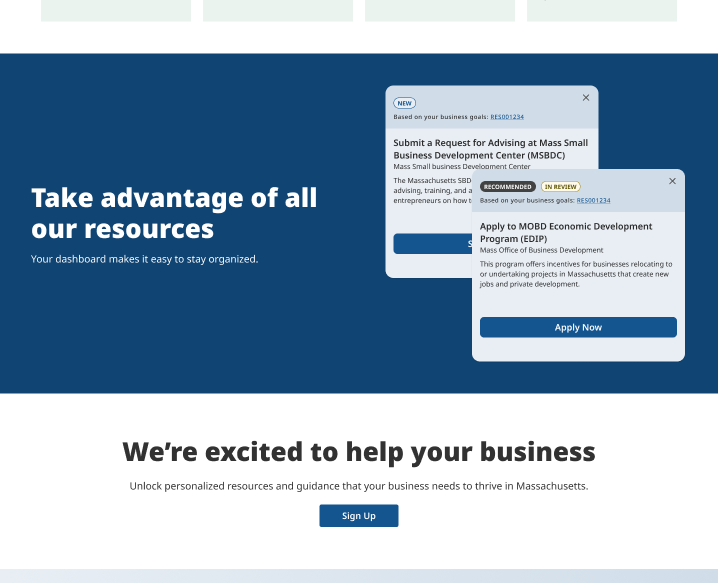 Take advantage of all
our resources
Your dashboard makes it easy to stay organized.
NEW
Based on your business goals: RES001234
Submit a Request for Advising at Mass Small
Business Development Center (MSBDC)
Mass Small business Development Center
The Massachusetts SBD
advising, training, and a
entrepreneurs on how t
S
RECOMMENDED IN REVIEW
Based on your business goals: RES001234
Apply to MOBD Economic Development
Program (EDIP)
Mass Office of Business Development
This program offers incentives for businesses relocating to
or undertaking projects in Massachusetts that create new
jobs and private development.
Apply Now
We’re excited to help your business
Unlock personalized resources and guidance that your business needs to thrive in Massachusetts.
Sign Up